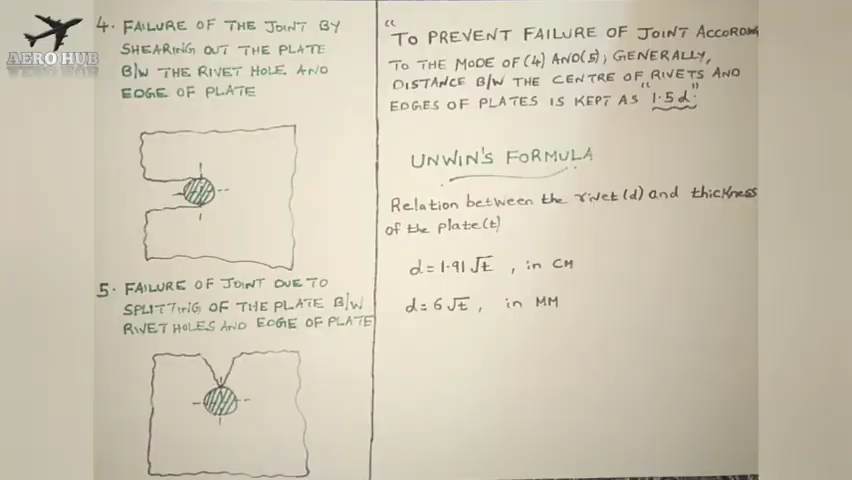 AERO HUB
4. FAILURE OF THE JOINT BY
SHEARING OUT THE PLATE
B/W THE RIVET HOLE AND
EDGE OF PLATE
5. FAILURE OF JOINT DUE TO
SPLITTING OF THE PLATE B/W
RIVET HOLES AND EDGE OF PLATE
"TO PREVENT FAILURE OF JOINT ACCORDING
TO THE MODE OF (4) AND (5); GENERALLY,
DISTANCE B/W THE CENTRE OF RIVETS AND
EDGES OF PLATES IS KEPT AS "1.5d".
UNWIN'S FORMULA
Relation between the rivet (d) and thickness
of the plate (t)
d = 1.91 √t , in CM
d = 6 √t , in MM